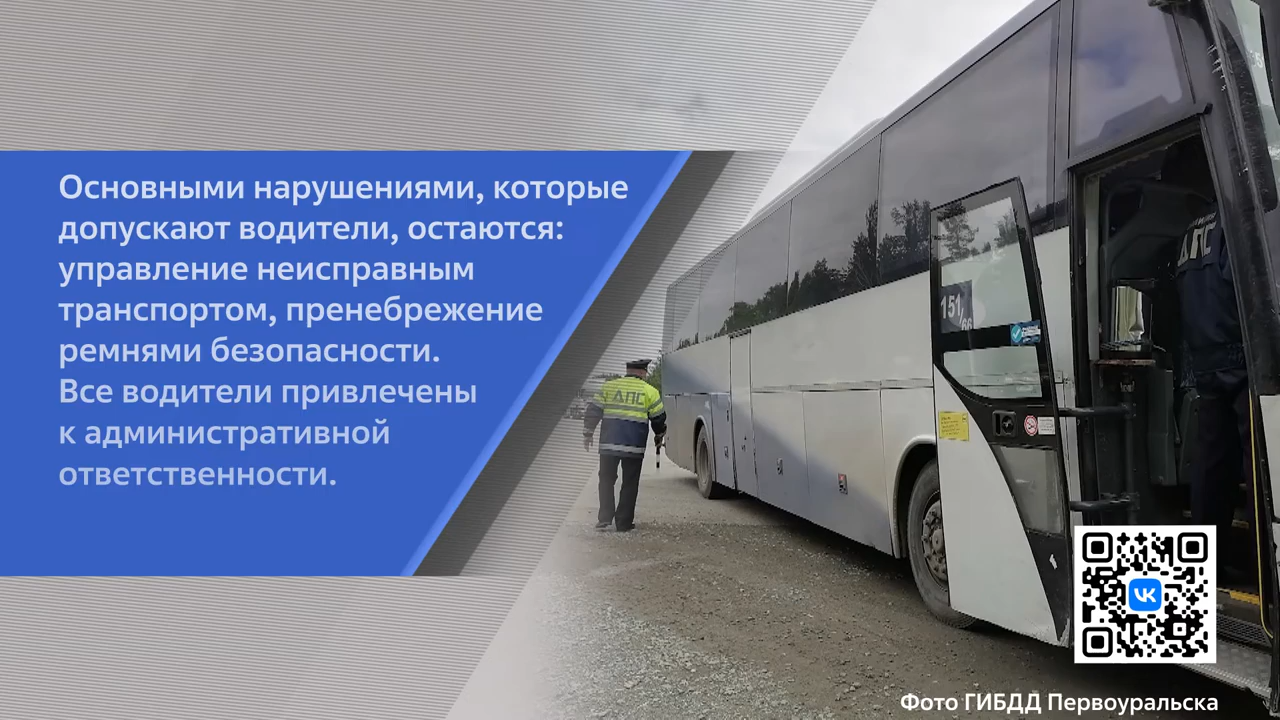 Основными нарушениями, которые
допускают водители, остаются:
управление неисправным
транспортом, пренебрежение
ремнями безопасности.
Все водители привлечены
к административной
ответственности.
ДПС
ДПС
151/66
Фото ГИБДД Первоуральска